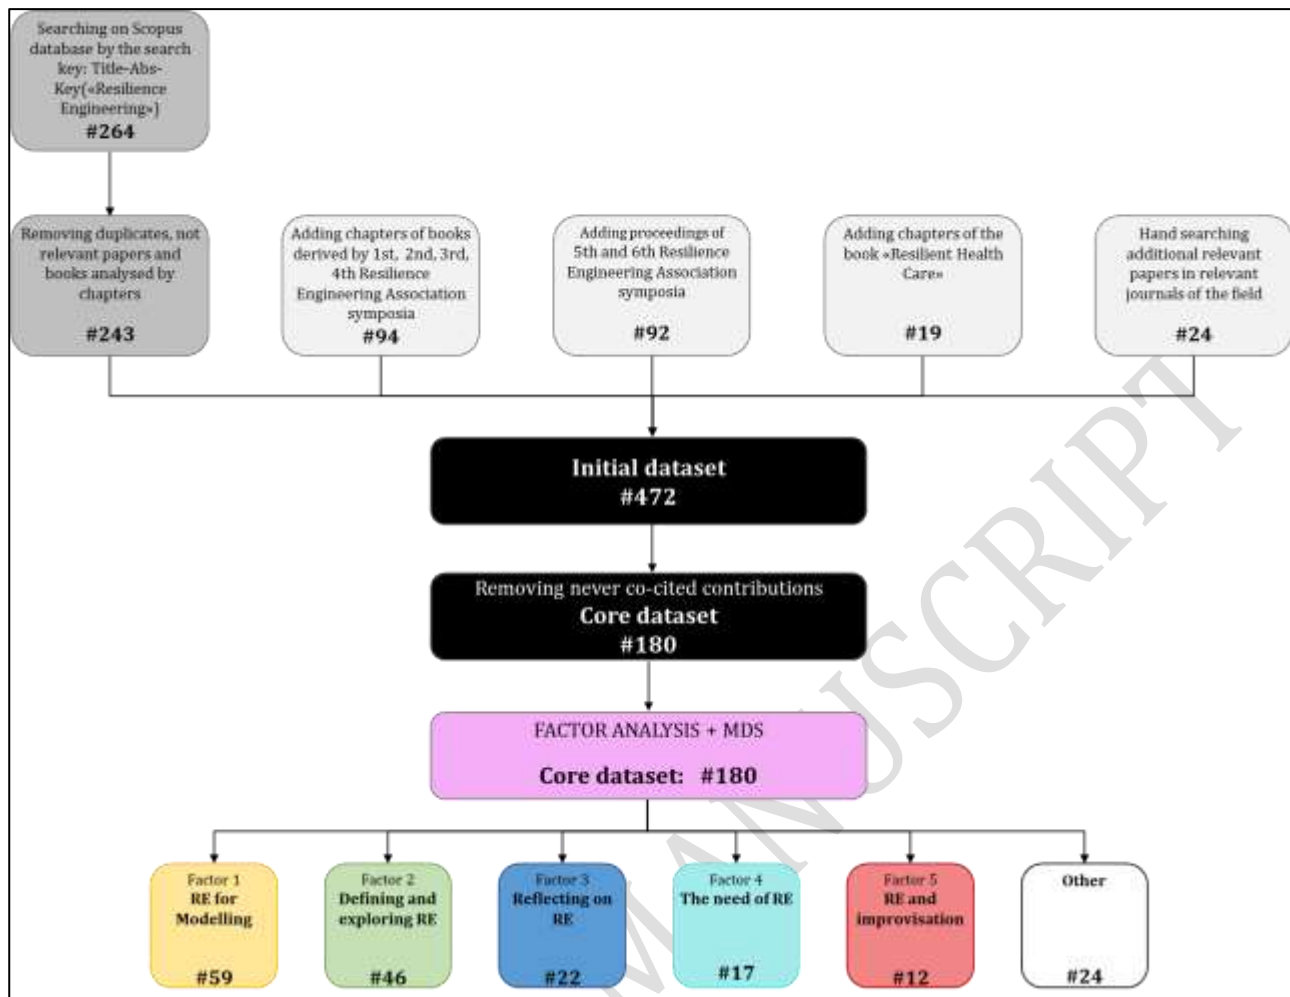 Searching on Scopus
database by the search
key: Title-Abs-
Key(«Resilience
Engineering»)
#264
Removing duplicates, not
relevant papers and
books analysed by
chapters
#243
Adding chapters of books
derived by 1st, 2nd, 3rd,
4th Resilience
Engineering Association
symposia
#94
Adding proceedings of
5th and 6th Resilience
Engineering Association
symposia
#92
Adding chapters of the
book «Resilient Health
Care»
#19
Hand searching
additional relevant
papers in relevant
journals of the field
#24
Initial dataset
#472
Removing never co-cited contributions
Core dataset
#180
FACTOR ANALYSIS + MDS
Core dataset: #180
Factor 1
RE for
Modelling
#59
Factor 2
Defining and
exploring RE
#46
Factor 3
Reflecting on
RE
#22
Factor 4
The need of RE
#17
Factor 5
RE and
improvisation
#12
Other
#24
MANUSCRIPT